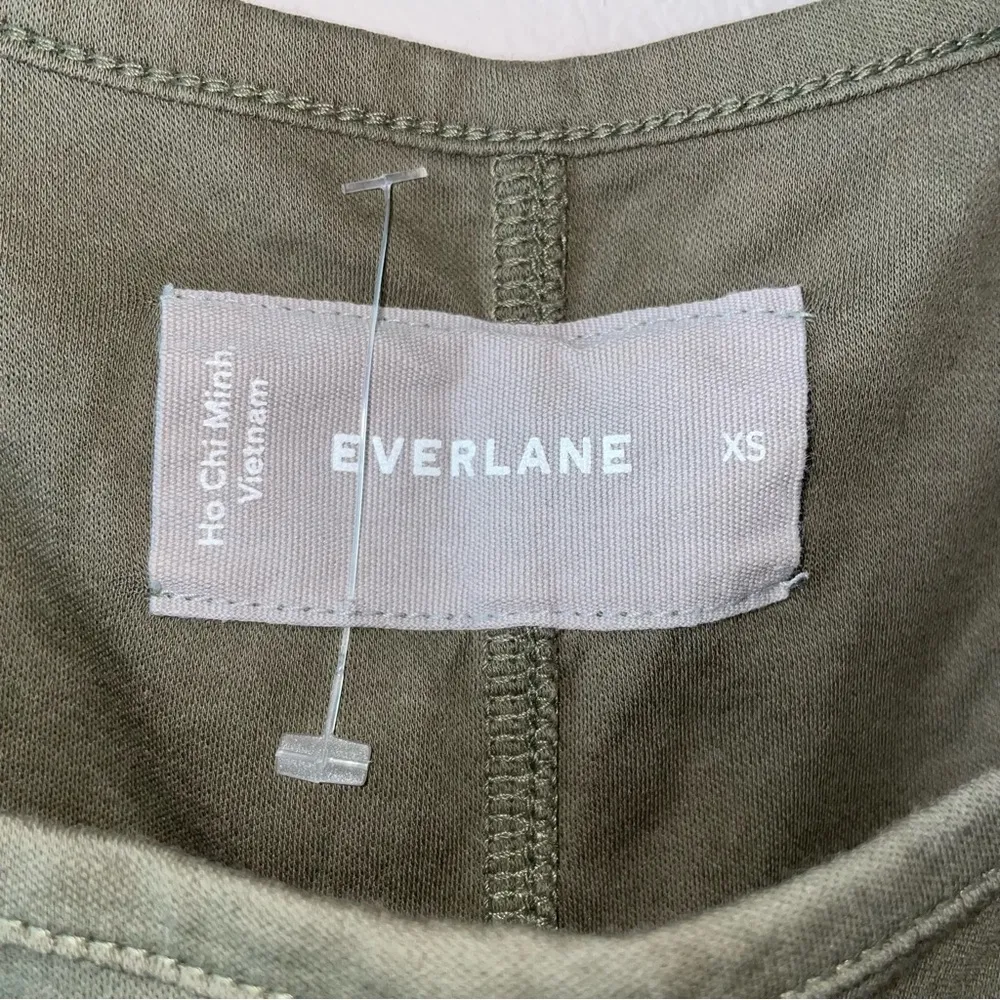 Ho Chi Minh
Vietnam
EVERLANE
XS